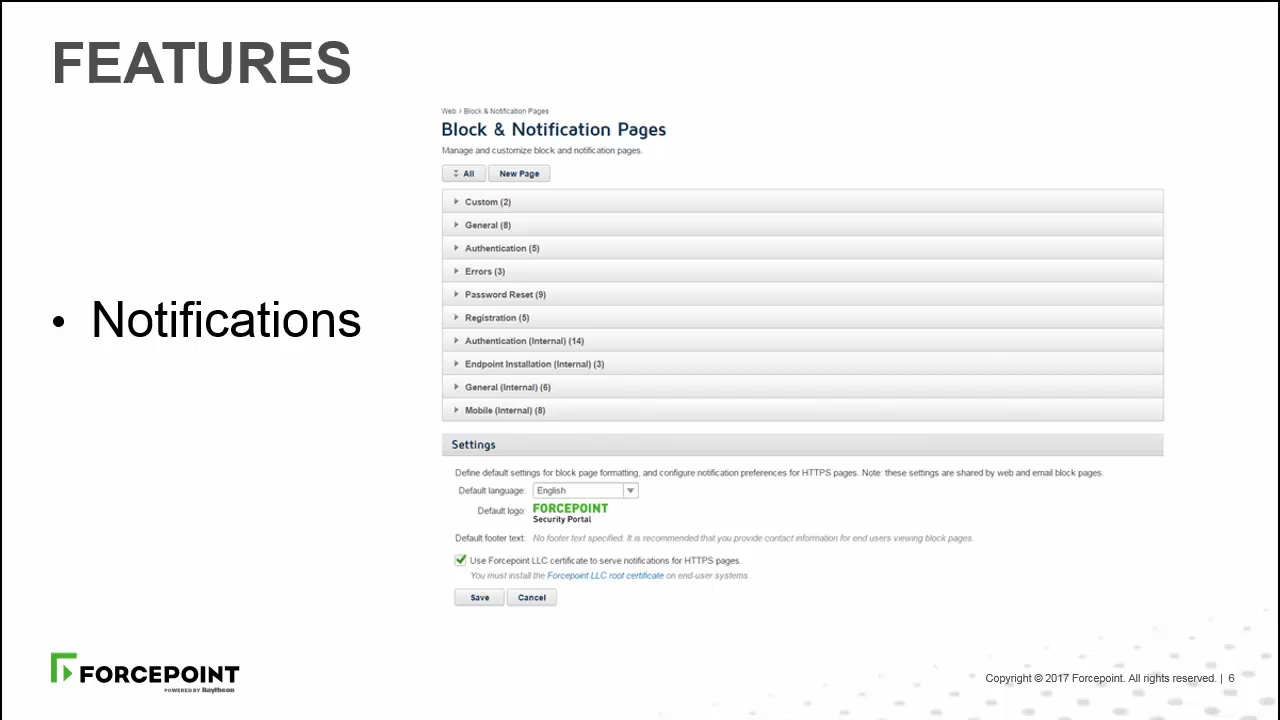 FEATURES
• Notifications
Web › Block & Notification Pages
Block & Notification Pages
Manage and customize block and notification pages.
All New Page
Custom (2)
General (8)
Authentication (5)
Errors (3)
Password Reset (9)
Registration (5)
Authentication (Internal) (14)
Endpoint Installation (Internal) (3)
General (Internal) (6)
Mobile (Internal) (8)
Settings
Define default settings for block page formatting, and configure notification preferences for HTTPS pages. Note: these settings are shared by web and email block pages.
Default language: English
Default logo: FORCEPOINT
Security Portal
Default footer text: No footer text specified. It is recommended that you provide contact information for end users viewing block pages.
Use Forcepoint LLC certificate to serve notifications for HTTPS pages.
You must install the Forcepoint LLC root certificate on end-user systems.
Save Cancel
FORCEPOINT
POWERED BY Raytheon
Copyright © 2017 Forcepoint. All rights reserved. | 6